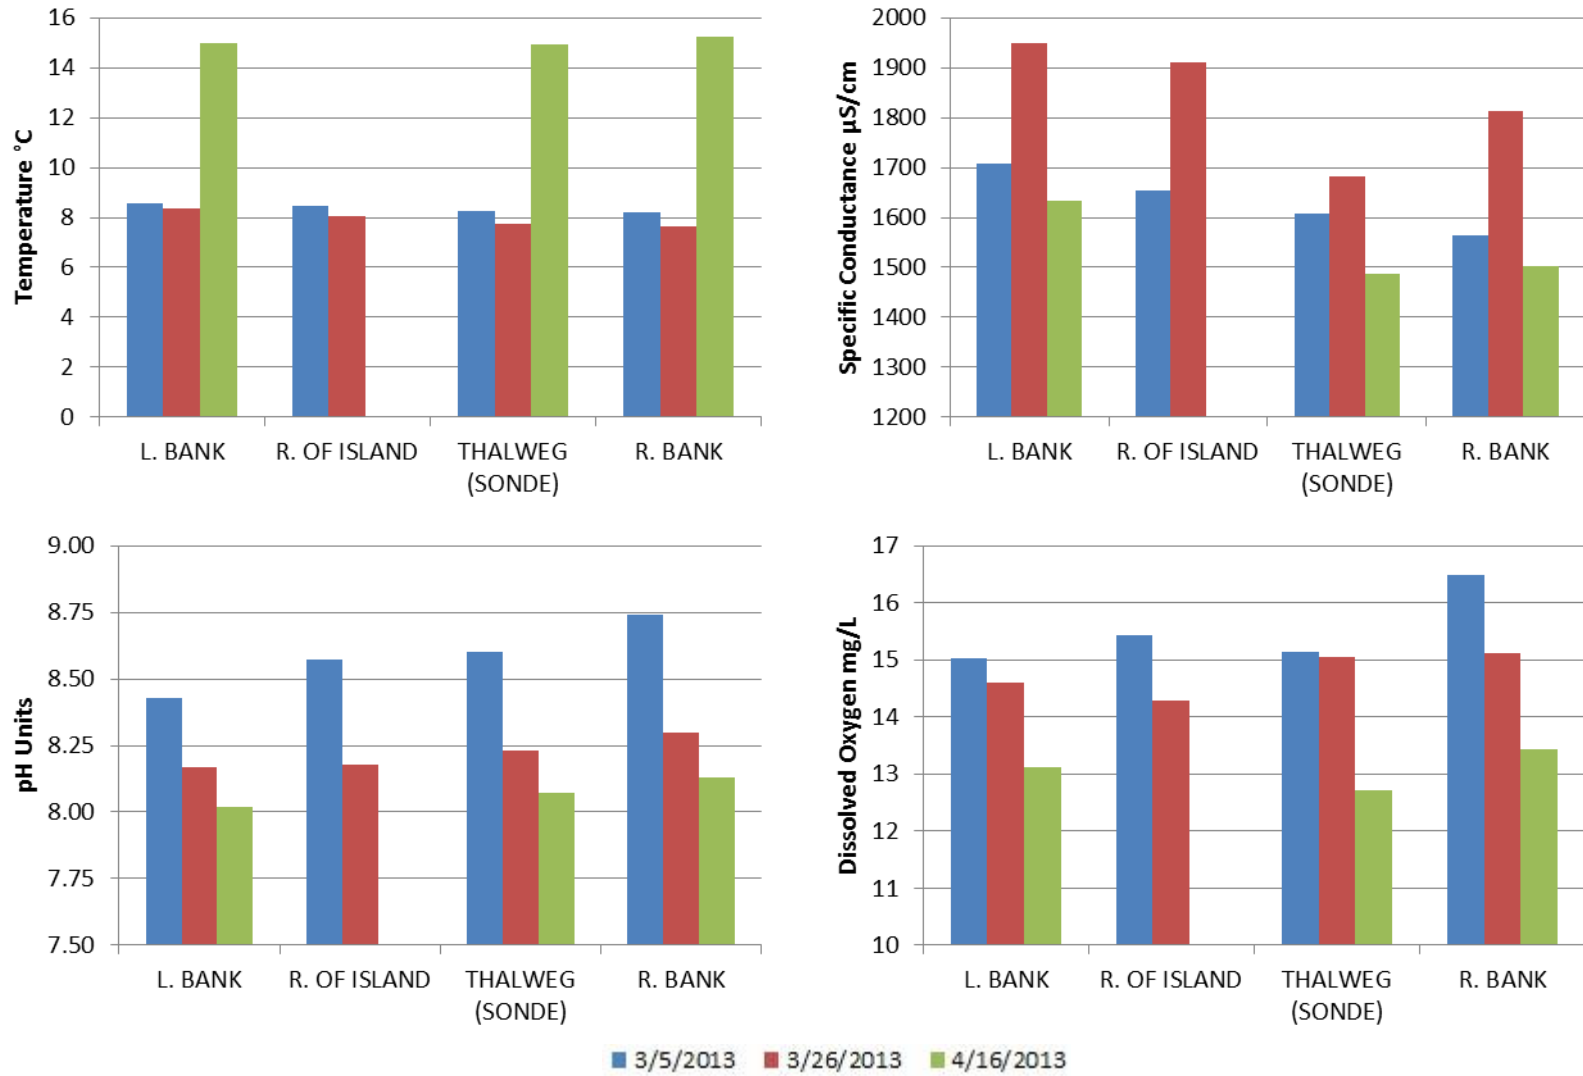 16
14
12
10
8
6
4
2
0
Temperature ˚C
L. BANK
R. OF ISLAND
THALWEG
(SONDE)
R. BANK
2000
1900
1800
1700
1600
1500
1400
1300
1200
Specific Conductance µS/cm
L. BANK
R. OF ISLAND
THALWEG
(SONDE)
R. BANK
9.00
8.75
8.50
8.25
8.00
7.75
7.50
pH Units
L. BANK
R. OF ISLAND
THALWEG
(SONDE)
R. BANK
17
16
15
14
13
12
11
10
Dissolved Oxygen mg/L
L. BANK
R. OF ISLAND
THALWEG
(SONDE)
R. BANK
3/5/2013
3/26/2013
4/16/2013